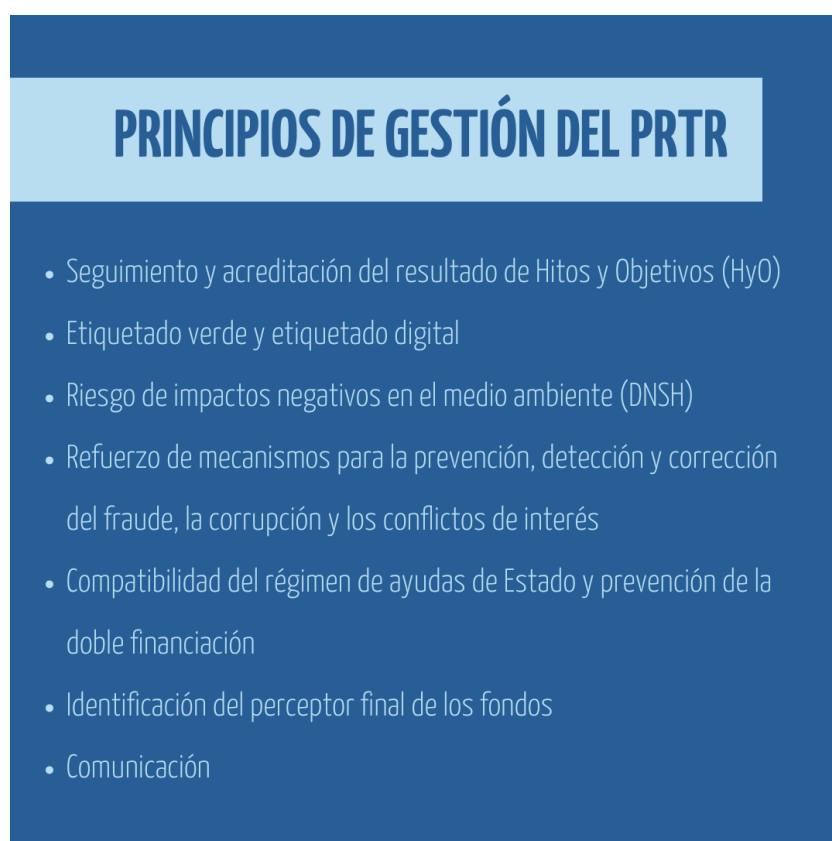 PRINCIPIOS DE GESTIÓN DEL PRTR
• Seguimiento y acreditación del resultado de Hitos y Objetivos (HyO)
• Etiquetado verde y etiquetado digital
• Riesgo de impactos negativos en el medio ambiente (DNSH)
• Refuerzo de mecanismos para la prevención, detección y corrección
del fraude, la corrupción y los conflictos de interés
• Compatibilidad del régimen de ayudas de Estado y prevención de la
doble financiación
• Identificación del perceptor final de los fondos
• Comunicación